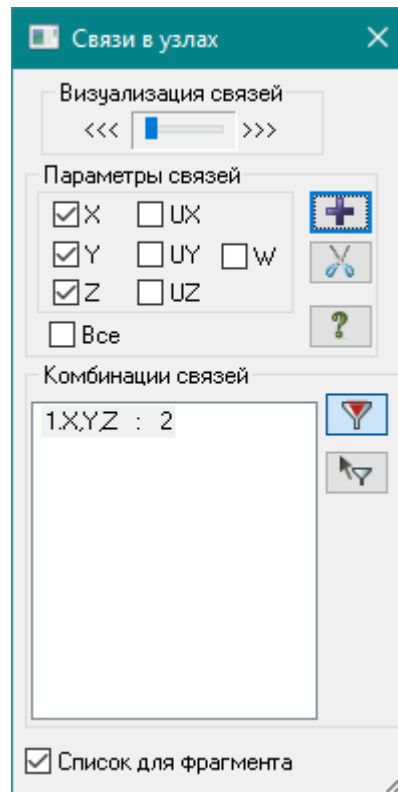 Связи в узлах
Визуализация связей
<<< >>>
Параметры связей
X UX
Y UY W
Z UZ
Все
?
Комбинации связей
1.X,Y,Z : 2
Список для фрагмента